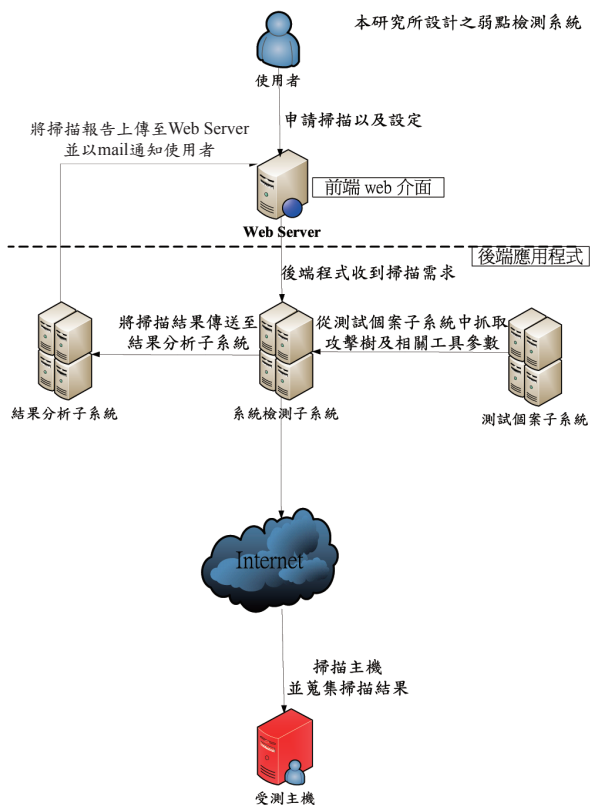 本研究所設計之弱點檢測系統
使用者
申請掃描以及設定
將掃描報告上傳至Web Server
並以mail通知使用者
前端 web 介面
Web Server
後端應用程式
後端程式收到掃描需求
將掃描結果傳送至
結果分析子系統
從測試個案子系統中抓取
攻擊樹及相關工具參數
結果分析子系統
系統檢測子系統
測試個案子系統
Internet
掃描主機
並蒐集掃描結果
受測主機